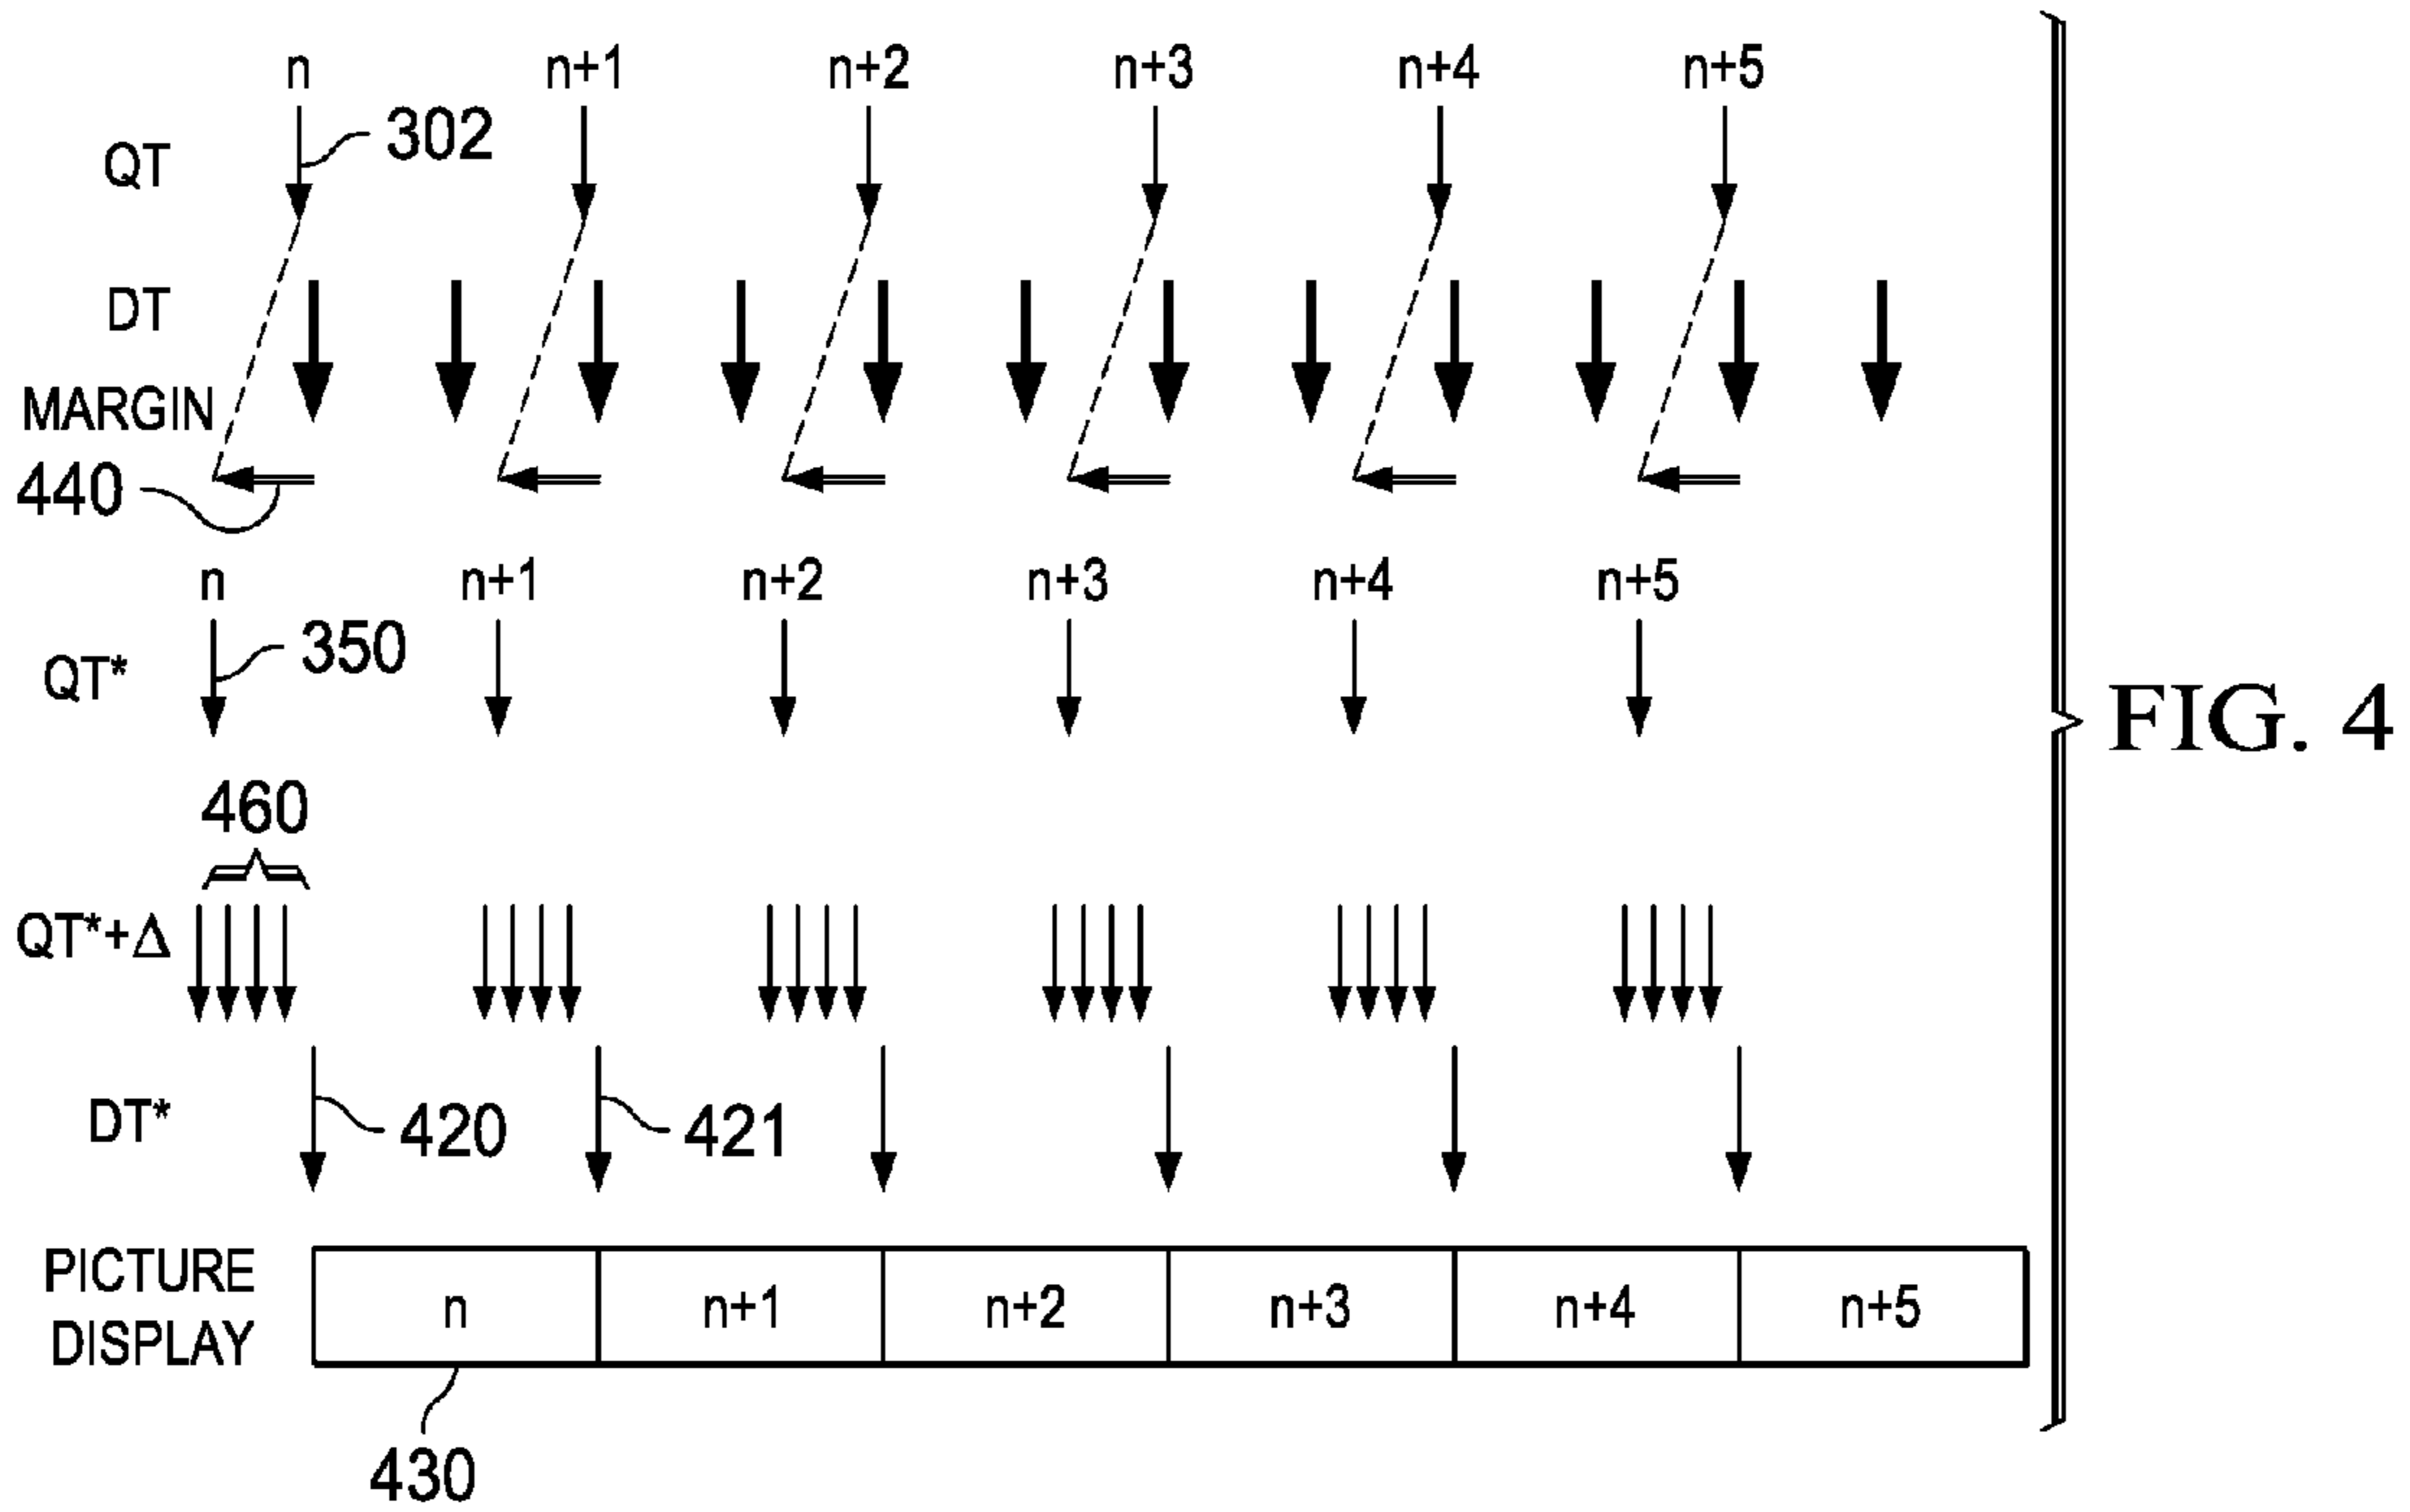 n n+1 n+2 n+3 n+4 n+5
302
QT
DT
MARGIN
440
n n+1 n+2 n+3 n+4 n+5
350
QT*
FIG. 4
460
QT*+Δ
DT*
420 421
PICTURE
DISPLAY
n n+1 n+2 n+3 n+4 n+5
430